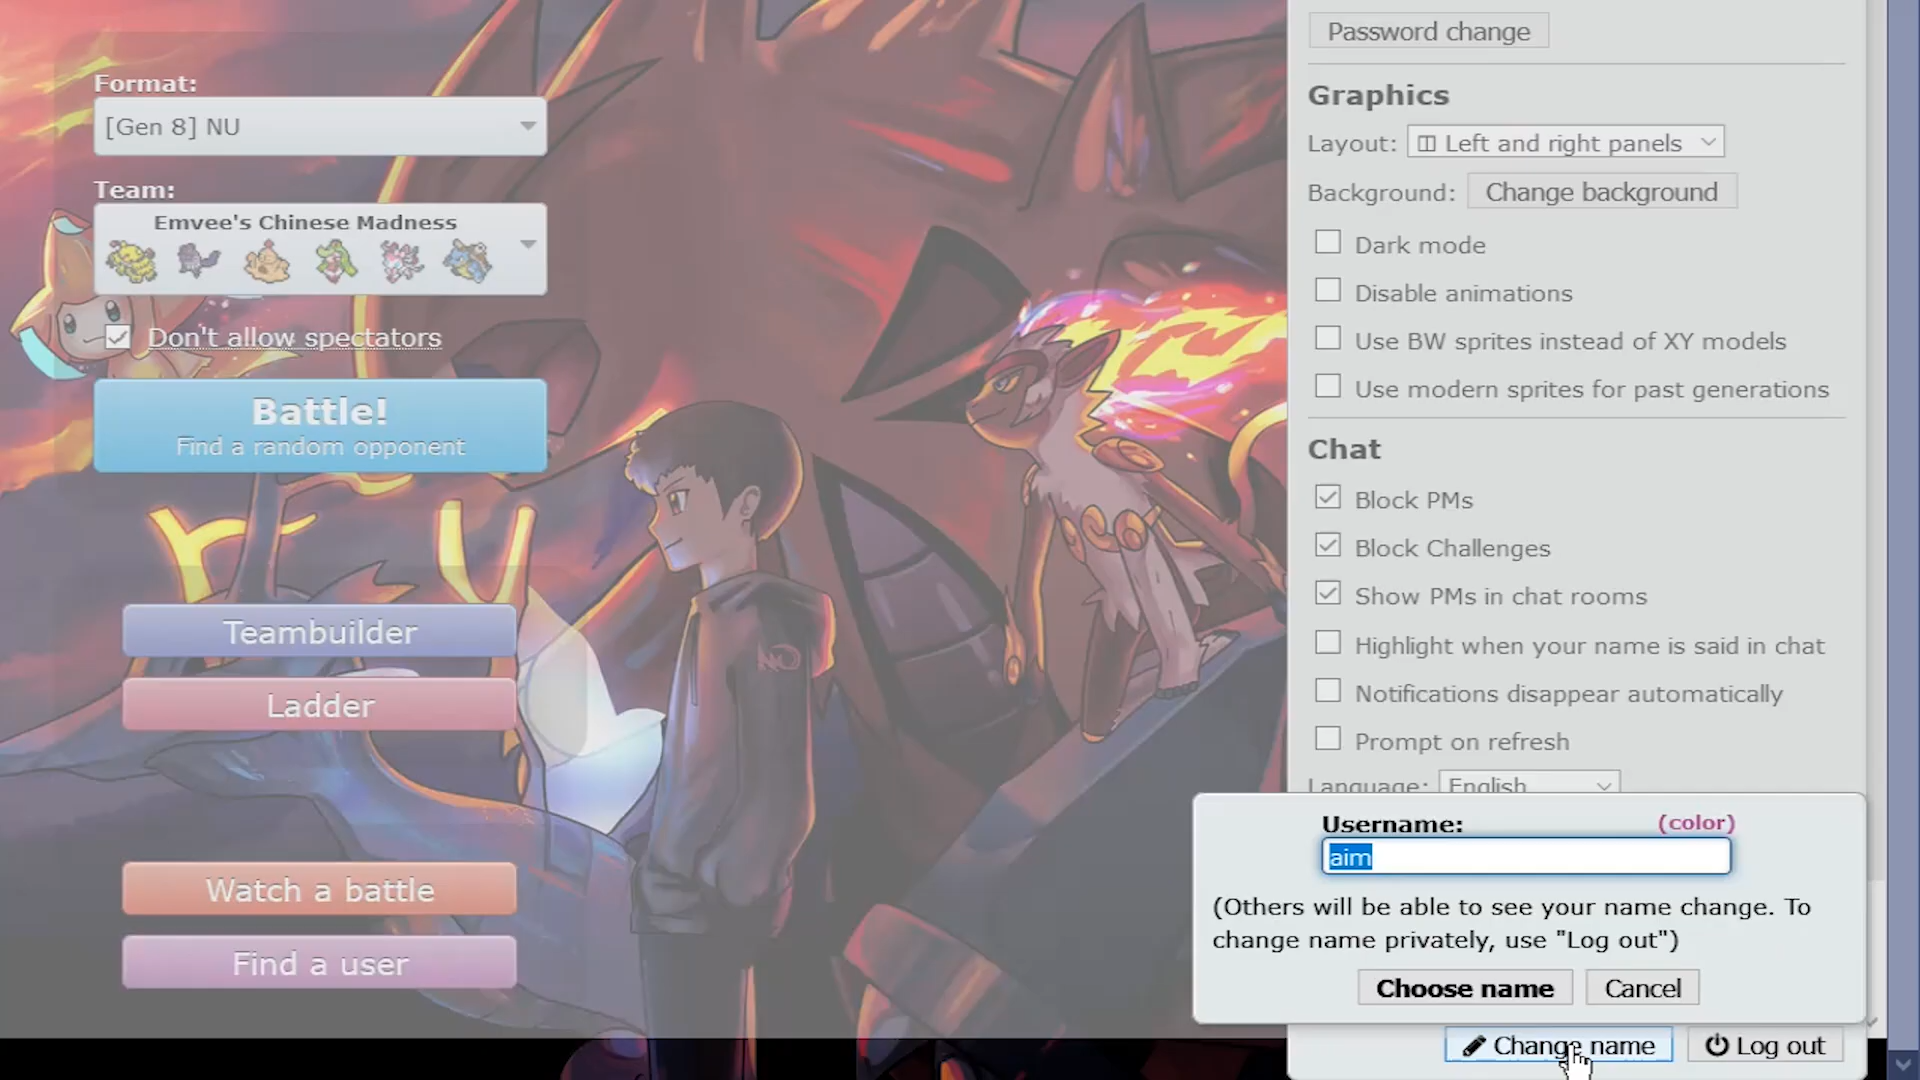 Format:
[Gen 8] NU
Team:
Emvee's Chinese Madness
Don't allow spectators
Battle!
Find a random opponent
Teambuilder
Ladder
Watch a battle
Find a user
Password change
Graphics
Layout: Left and right panels
Background: Change background
Dark mode
Disable animations
Use BW sprites instead of XY models
Use modern sprites for past generations
Chat
Block PMs
Block Challenges
Show PMs in chat rooms
Highlight when your name is said in chat
Notifications disappear automatically
Prompt on refresh
Language: English
Username: (color)
aim
(Others will be able to see your name change. To
change name privately, use "Log out")
Choose name Cancel
Change name Log out